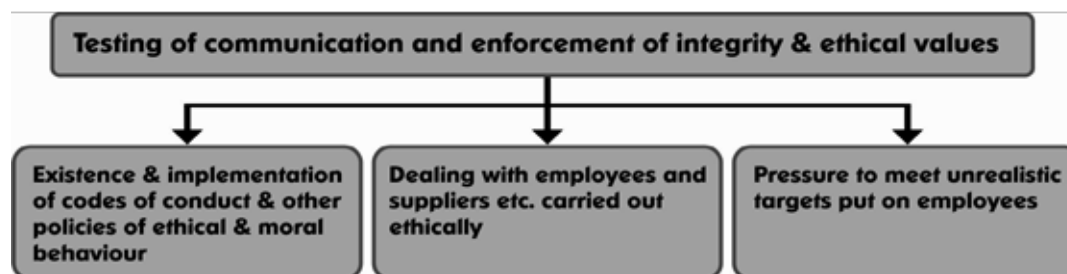 Testing of communication and enforcement of integrity & ethical values
Existence & implementation
of codes of conduct & other
policies of ethical & moral
behaviour
Dealing with employees and
suppliers etc. carried out
ethically
Pressure to meet unrealistic
targets put on employees